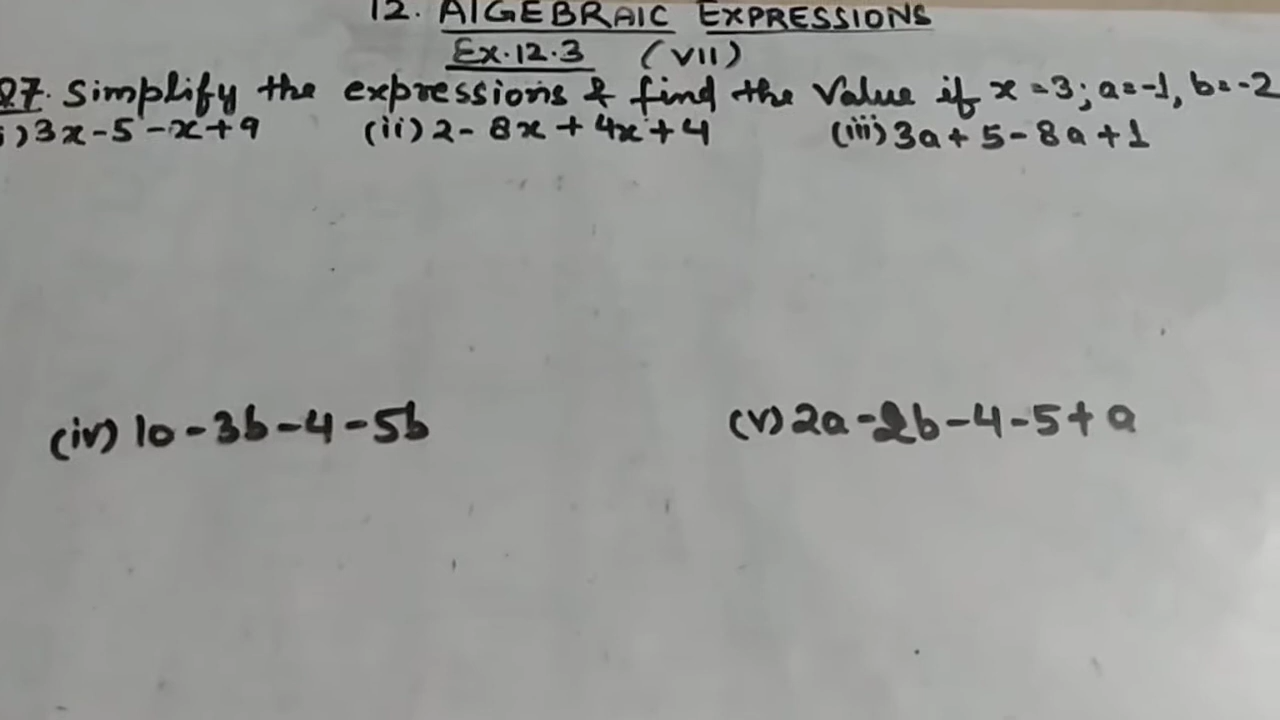 12. AlGEBRAIC EXPRESSIONS
Ex.12.3 (VII)
Q7. Simplify the expressions & find the Value if x=3; a=-1, b=-2
i) 3x-5-x+9 (ii) 2-8x+4x+4 (iii) 3a+5-8a+1
(iv) 10-3b-4-5b (v) 2a-2b-4-5+a